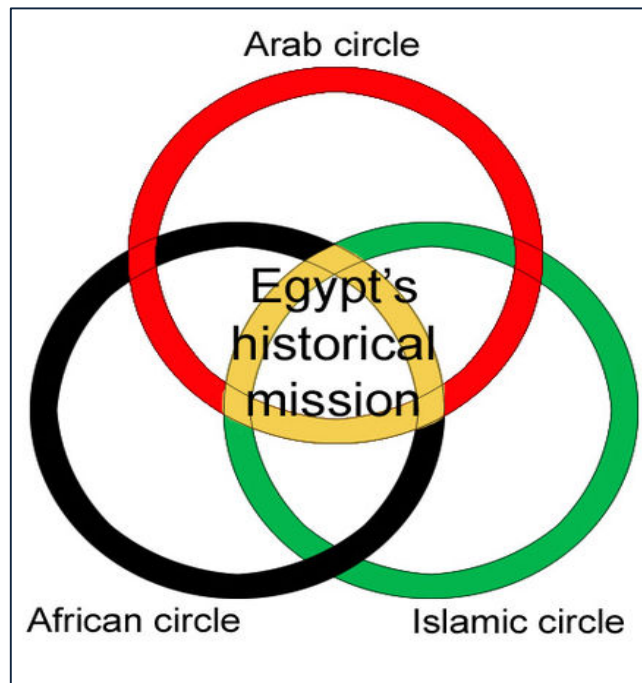 Arab circle
Egypt's
historical
mission
African circle
Islamic circle